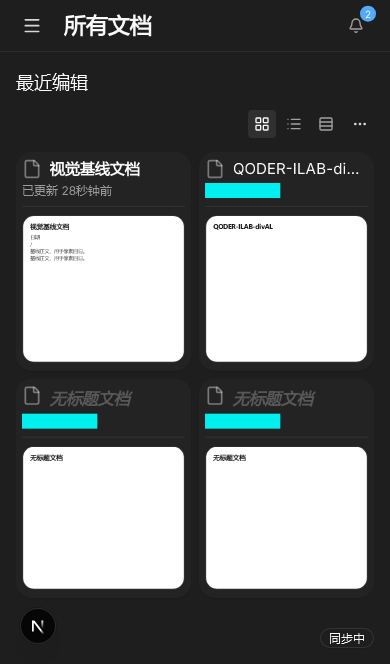 所有文档
2
最近编辑
视觉基线文档
已更新 28秒钟前
QODER-ILAB-di...
视觉基线文档
/
QODER-ILAB-divAL
无标题文档
无标题文档
无标题文档
无标题文档
N
同步中